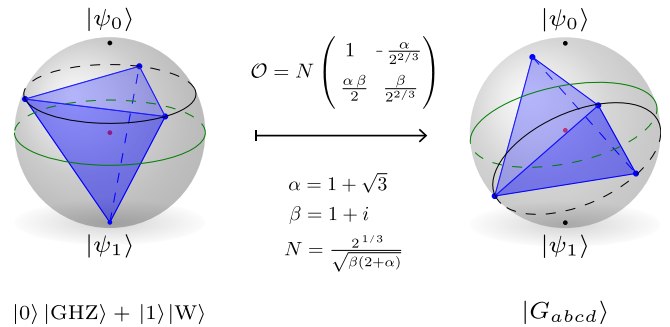 |ψ₀⟩
|ψ₁⟩
|0⟩ |GHZ⟩ + |1⟩ |W⟩
𝒪 = N ( 1 - α/2^{2/3} ; α β/2 β/2^{2/3} )
α = 1 + √3
β = 1 + i
N = 2^{1/3}/√(β(2+α))
|ψ₀⟩
|ψ₁⟩
|G_{abcd}⟩